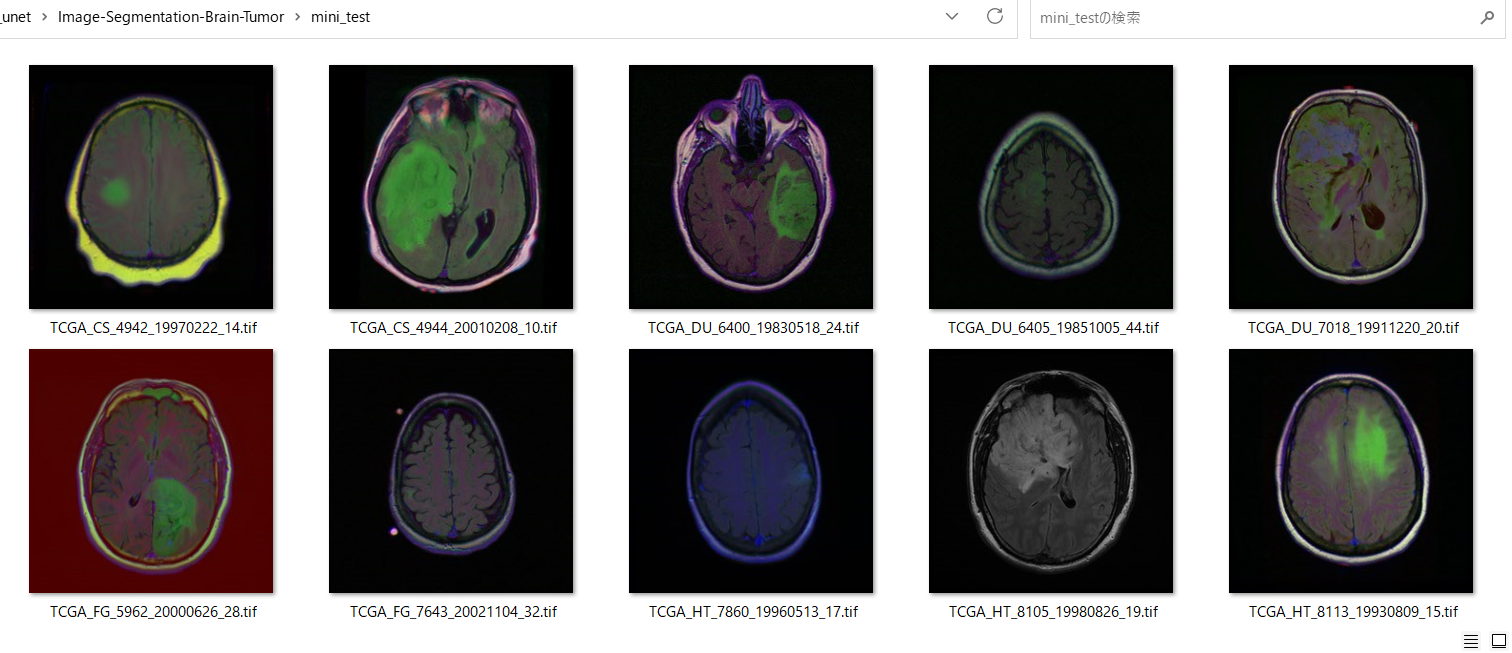 _unet > Image-Segmentation-Brain-Tumor > mini_test
mini_testの検索
TCGA_CS_4942_19970222_14.tif
TCGA_CS_4944_20010208_10.tif
TCGA_DU_6400_19830518_24.tif
TCGA_DU_6405_19851005_44.tif
TCGA_DU_7018_19911220_20.tif
TCGA_FG_5962_20000626_28.tif
TCGA_FG_7643_20021104_32.tif
TCGA_HT_7860_19960513_17.tif
TCGA_HT_8105_19980826_19.tif
TCGA_HT_8113_19930809_15.tif